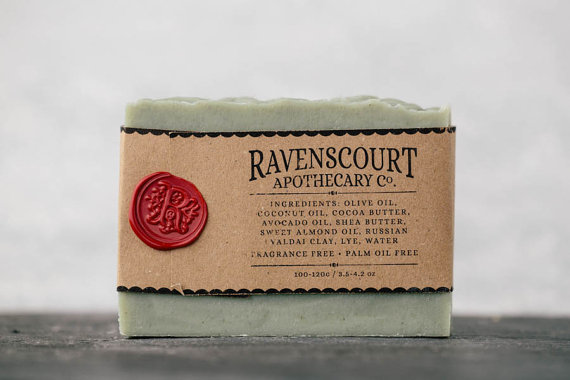 RAVENSCOURT
APOTHECARY Co.
INGREDIENTS: OLIVE OIL,
COCONUT OIL, COCOA BUTTER,
AVOCADO OIL, SHEA BUTTER,
SWEET ALMOND OIL, RUSSIAN
VALDAI CLAY, LYE, WATER
FRAGRANCE FREE • PALM OIL FREE
100-120G / 3.5-4.2 oz
R